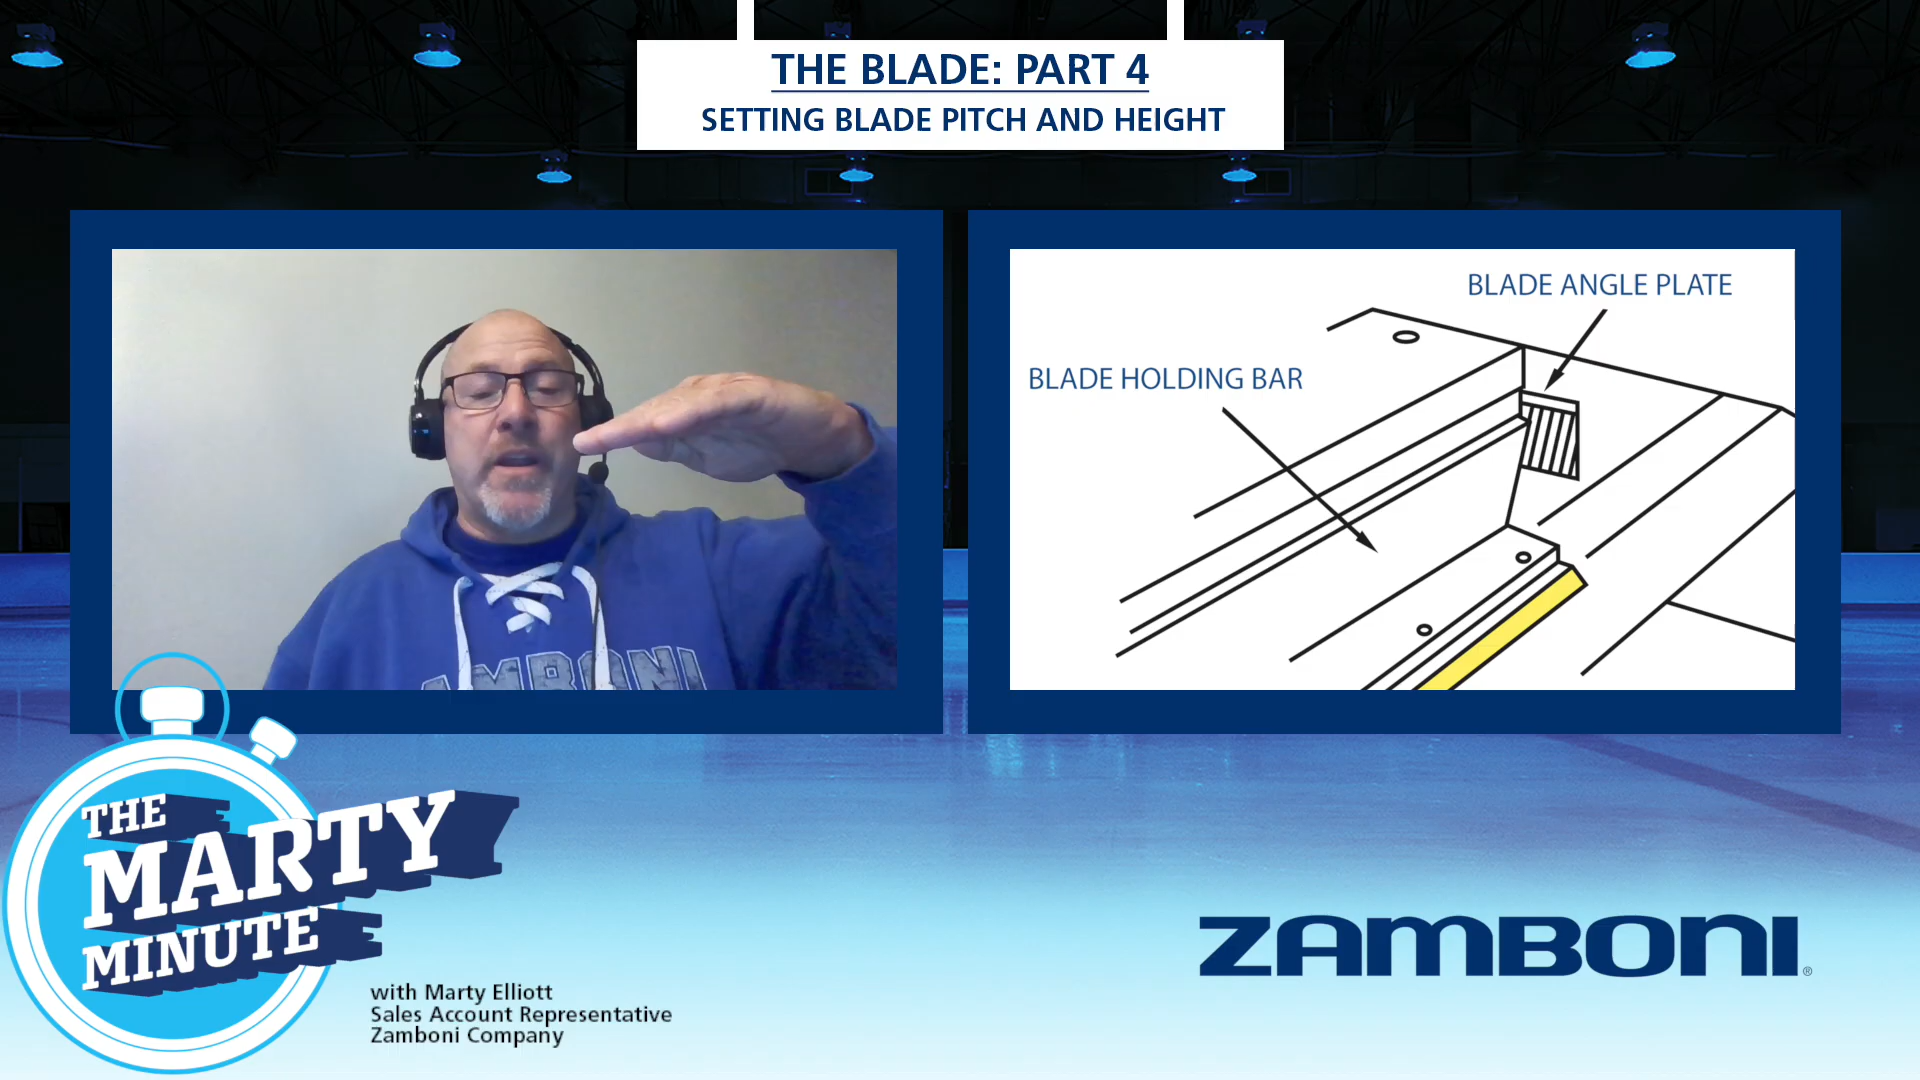 THE BLADE: PART 4
SETTING BLADE PITCH AND HEIGHT
BLADE ANGLE PLATE
BLADE HOLDING BAR
ZAMBONI
THE
MARTY
MINUTE
with Marty Elliott
Sales Account Representative
Zamboni Company
ZAMBONI®